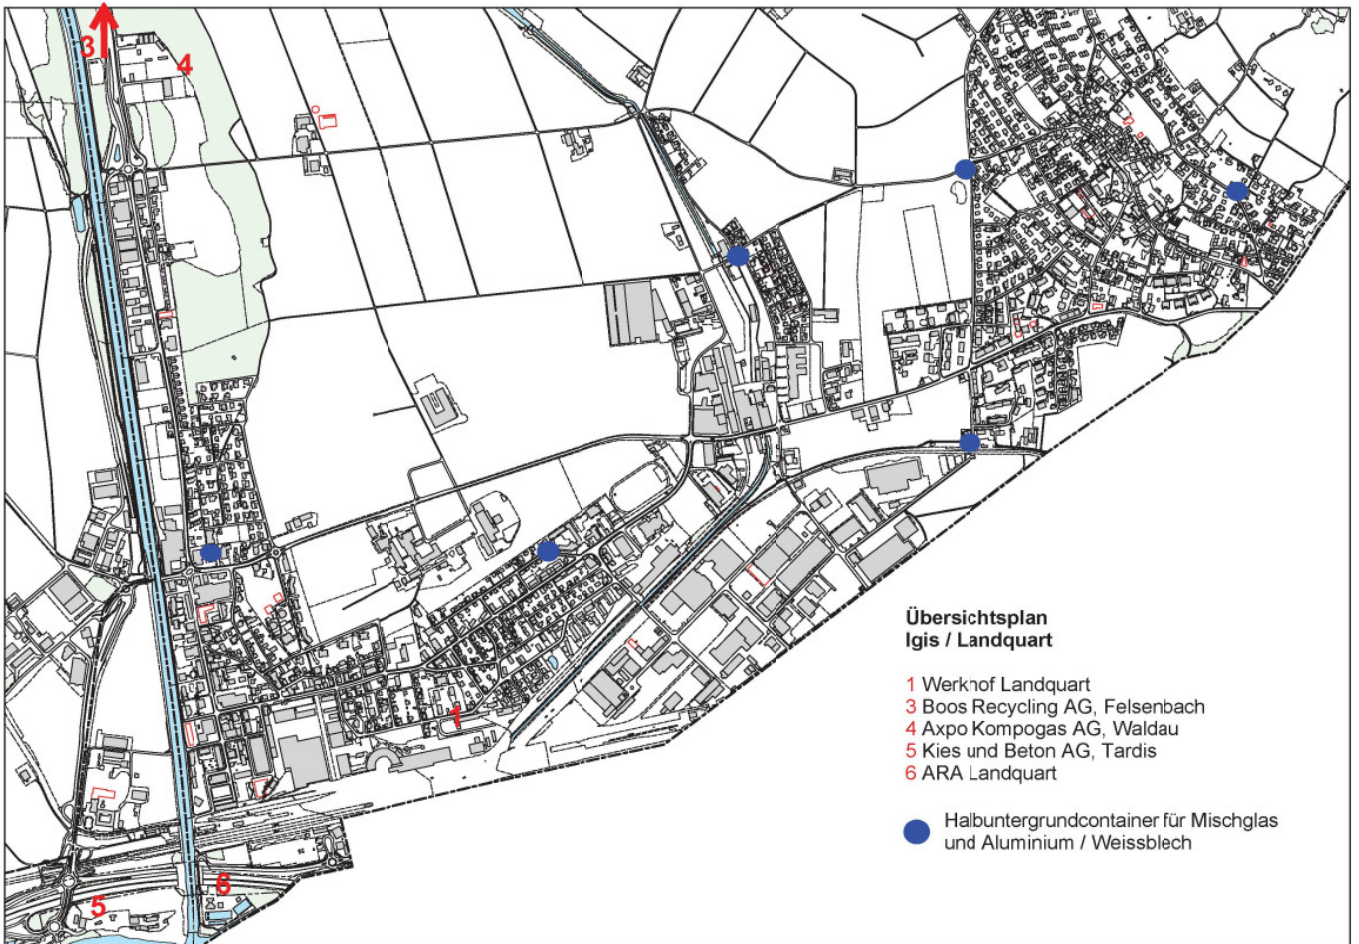 3
4
1
6
5
Übersichtsplan
Igis / Landquart
1 Werkhof Landquart
3 Boos Recycling AG, Felsenbach
4 Axpo Kompogas AG, Waldau
5 Kies und Beton AG, Tardis
6 ARA Landquart
Halbuntergrundcontainer für Mischglas
und Aluminium / Weissblech